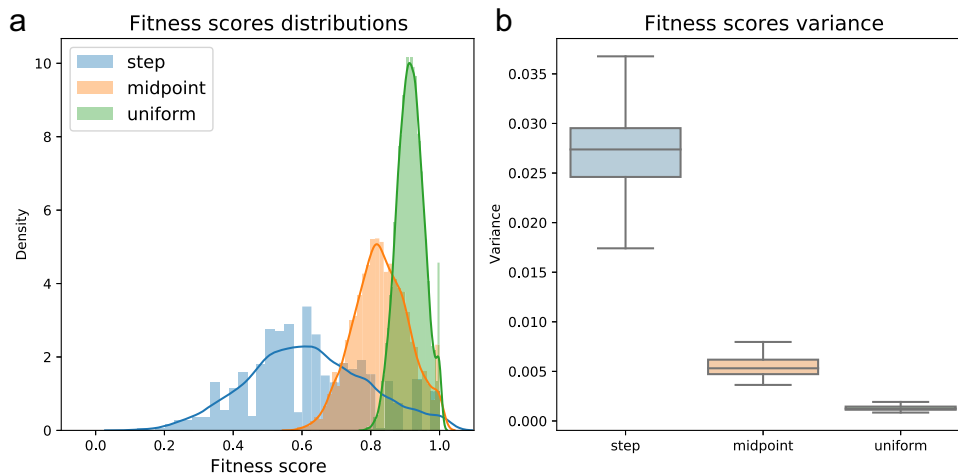 a
Fitness scores distributions
step
midpoint
uniform
Density
10
8
6
4
2
0
0.0 0.2 0.4 0.6 0.8 1.0
Fitness score
b
Fitness scores variance
Variance
0.035
0.030
0.025
0.020
0.015
0.010
0.005
0.000
step midpoint uniform